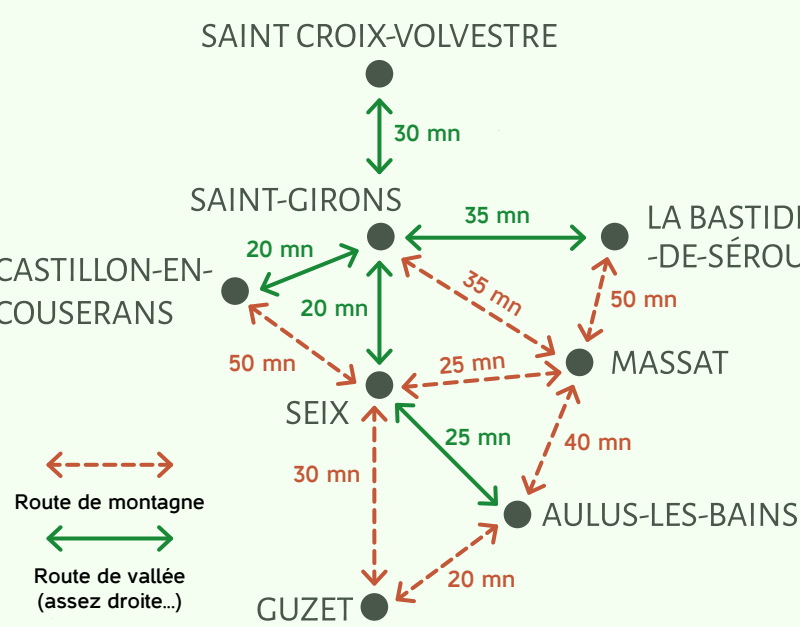 SAINT CROIX-VOLVESTRE
30 mn
SAINT-GIRONS
35 mn
LA BASTID
-DE-SÉROU
20 mn
CASTILLON-EN-
COUSERANS
20 mn
35 mn
50 mn
50 mn
25 mn
MASSAT
SEIX
25 mn
40 mn
30 mn
Route de montagne
AULUS-LES-BAINS
Route de vallée
(assez droite...)
20 mn
GUZET